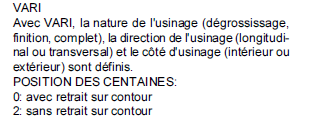 VARI
Avec VARI, la nature de l'usinage (dégrossissage,
finition, complet), la direction de l'usinage (longitudi-
nal ou transversal) et le côté d'usinage (intérieur ou
extérieur) sont définis.
POSITION DES CENTAINES:
0: avec retrait sur contour
2: sans retrait sur contour